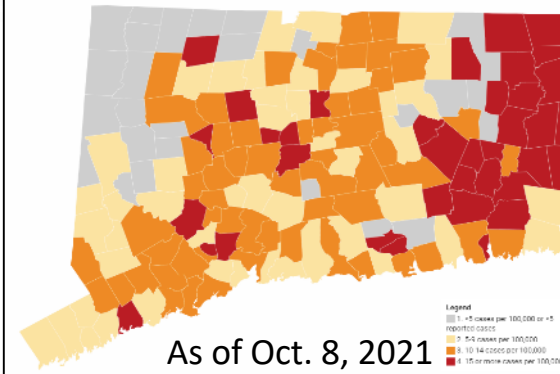 Legend
1. <5 cases per 100,000 or <5
reported cases
2. 5-9 cases per 100,000
3. 10-14 cases per 100,000
4. 15 or more cases per 100,000
As of Oct. 8, 2021